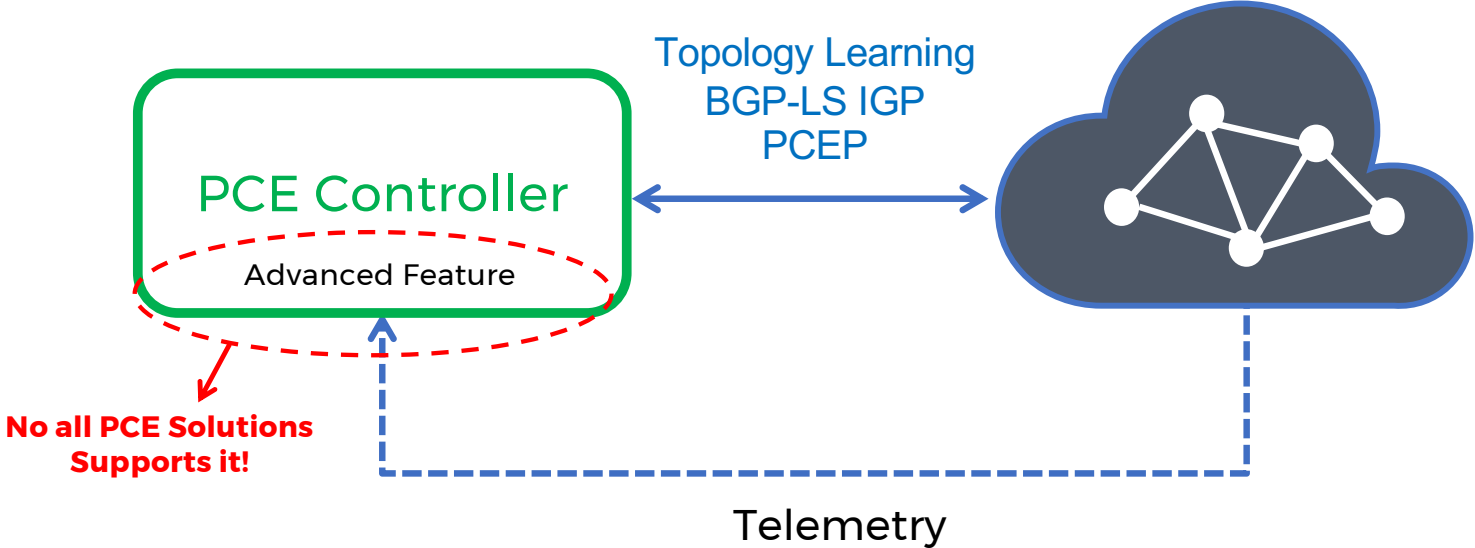 Topology Learning
BGP-LS IGP
PCEP
PCE Controller
Advanced Feature
No all PCE Solutions
Supports it!
Telemetry